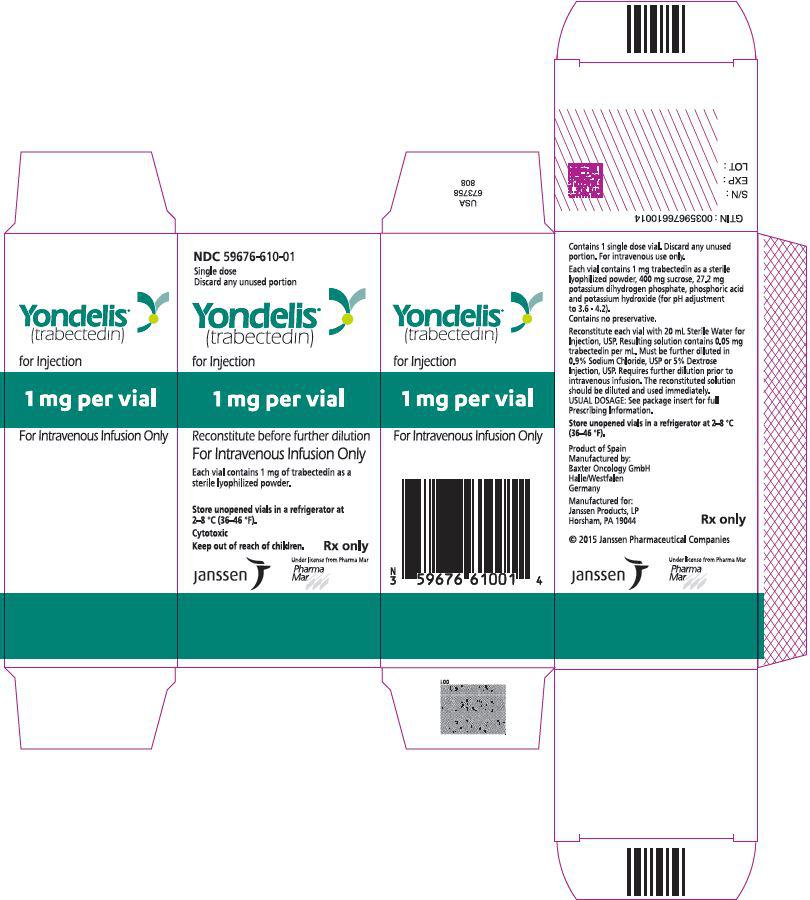 Yondelis®
(trabectedin)
for Injection
1 mg per vial
For Intravenous Infusion Only
NDC 59676-610-01
Single dose
Discard any unused portion
Yondelis®
(trabectedin)
for Injection
1 mg per vial
Reconstitute before further dilution
For Intravenous Infusion Only
Each vial contains 1 mg of trabectedin as a
sterile lyophilized powder.
Store unopened vials in a refrigerator at
2–8 °C (36–46 °F).
Cytotoxic
Keep out of reach of children. Rx only
janssen
Under license from Pharma Mar
Pharma
Mar
USA
673758
808
Yondelis®
(trabectedin)
for Injection
1 mg per vial
For Intravenous Infusion Only
N
3 59676 61001 4
001
GTIN : 00359676610014
S/N :
EXP :
LOT :
Contains 1 single dose vial. Discard any unused
portion. For intravenous use only.
Each vial contains 1 mg trabectedin as a sterile
lyophilized powder, 400 mg sucrose, 27.2 mg
potassium dihydrogen phosphate, phosphoric acid
and potassium hydroxide (for pH adjustment
to 3.6 - 4.2).
Contains no preservative.
Reconstitute each vial with 20 mL Sterile Water for
Injection, USP. Resulting solution contains 0.05 mg
trabectedin per mL. Must be further diluted in
0.9% Sodium Chloride, USP or 5% Dextrose
Injection, USP. Requires further dilution prior to
intravenous infusion. The reconstituted solution
should be diluted and used immediately.
USUAL DOSAGE: See package insert for full
Prescribing Information.
Store unopened vials in a refrigerator at 2–8 °C
(36–46 °F).
Product of Spain
Manufactured by:
Baxter Oncology GmbH
Halle/Westfalen
Germany
Manufactured for:
Janssen Products, LP
Horsham, PA 19044 Rx only
© 2015 Janssen Pharmaceutical Companies
janssen
Under license from Pharma Mar
Pharma
Mar